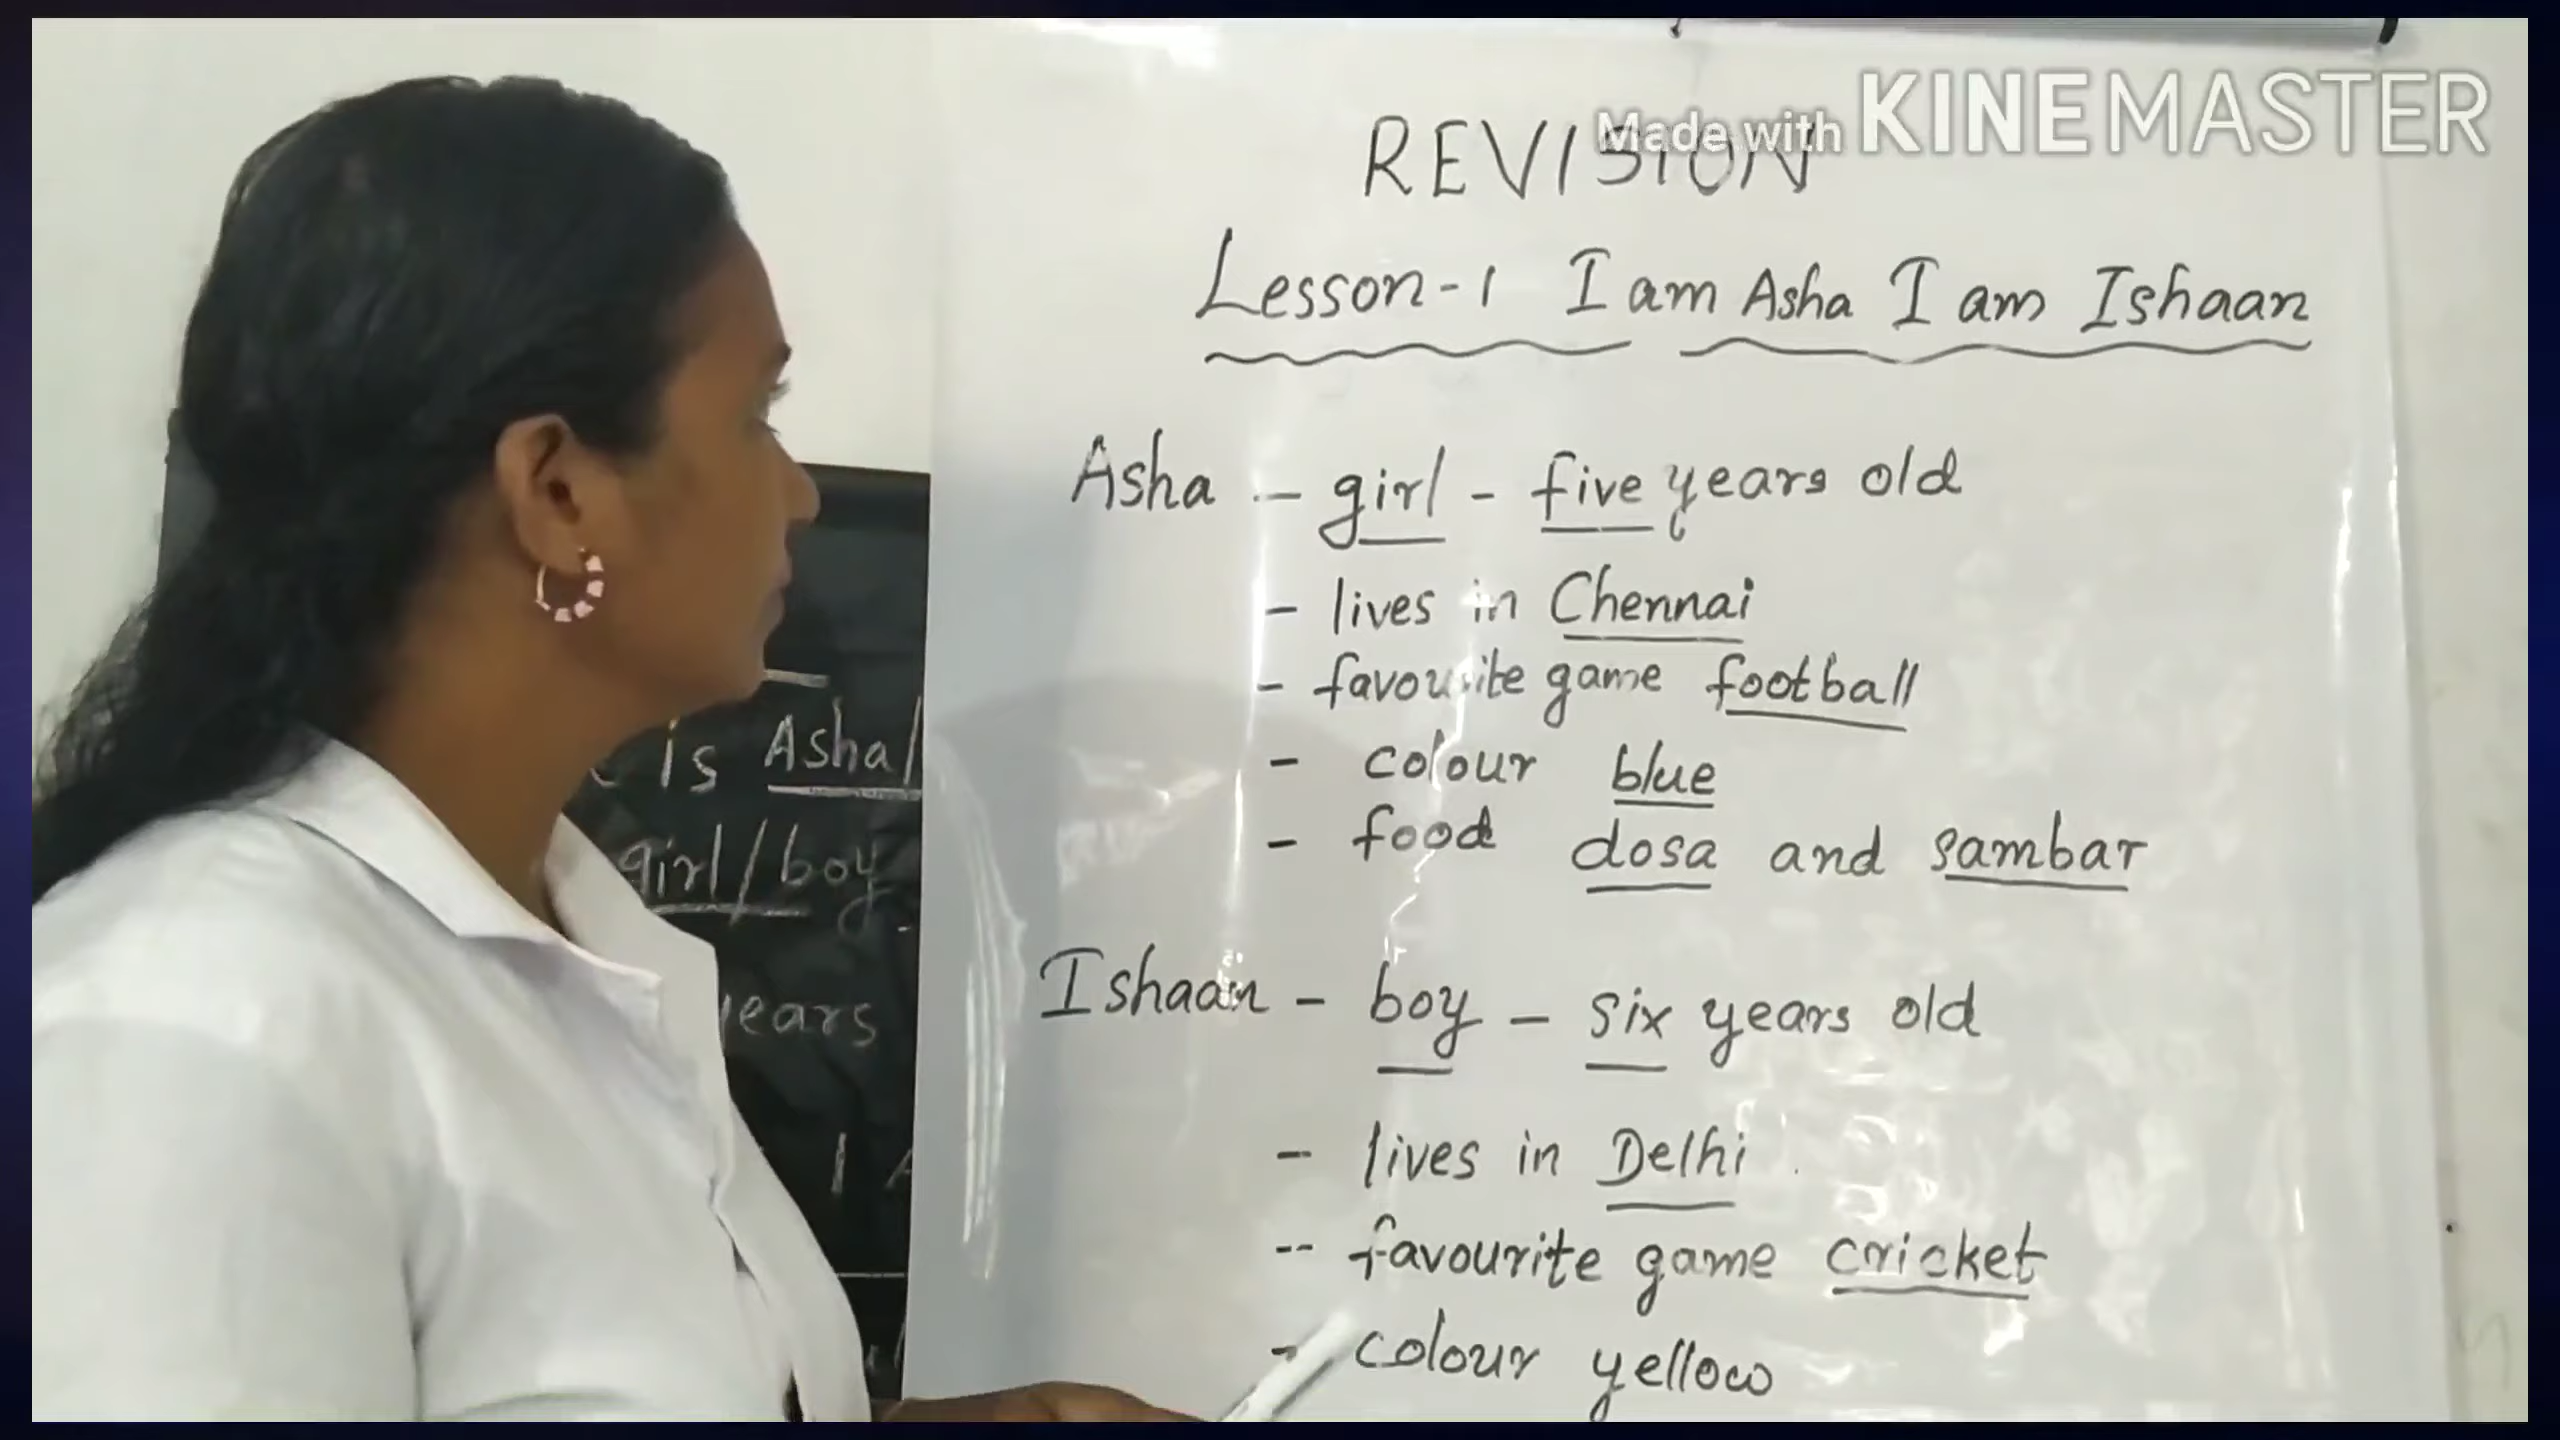 Made with KINEMASTER
REVISION
Lesson-1 I am Asha I am Ishaan
Asha - girl - five years old
- lives in Chennai
- favourite game football
- colour blue
- food dosa and sambar
Ishaan - boy - six years old
- lives in Delhi
-- favourite game cricket
- colour yellow
is Asha/
girl/boy
years